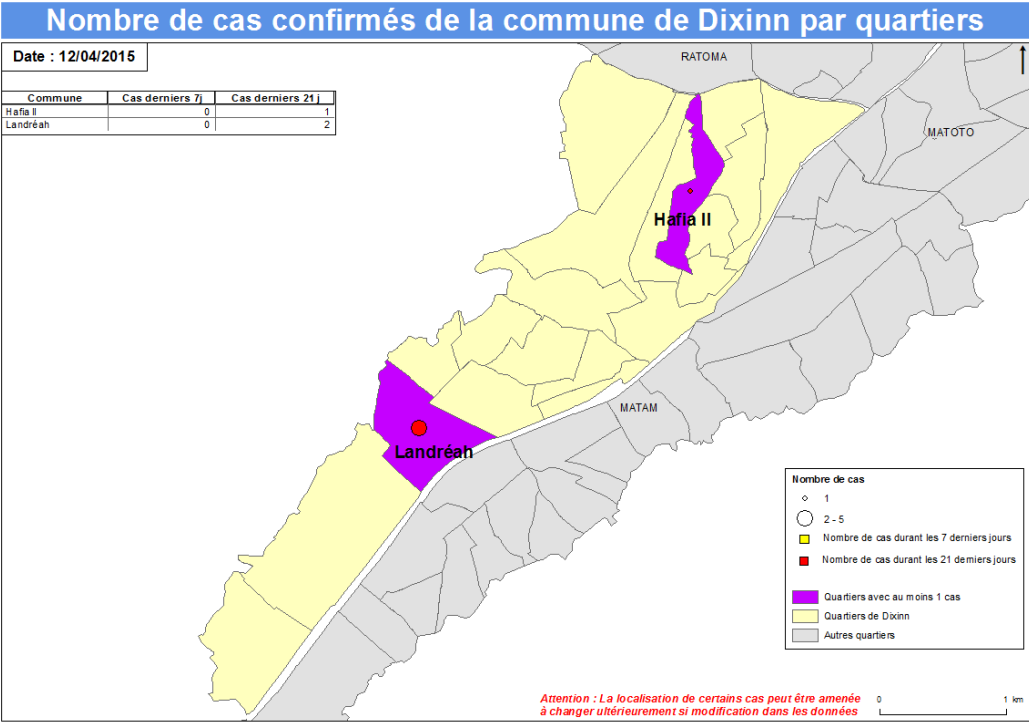 Nombre de cas confirmés de la commune de Dixinn par quartiers
Date : 12/04/2015
Commune Cas derniers 7j Cas derniers 21 j
Hafia II 0 1
Landréah 0 2
RATOMA
MATOTO
Hafia II
MATAM
Landréah
Nombre de cas
1
2 - 5
Nombre de cas durant les 7 derniers jours
Nombre de cas durant les 21 derniers jours
Quartiers avec au moins 1 cas
Quartiers de Dixinn
Autres quartiers
Attention : La localisation de certains cas peut être amenée
à changer ultérieurement si modification dans les données
0 1 km